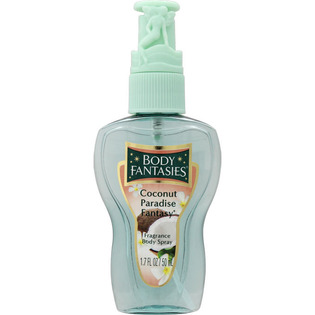 BODY
FANTASIES
Coconut
Paradise
Fantasy
Fragrance
Body Spray
1.7 FL OZ / 50 mL